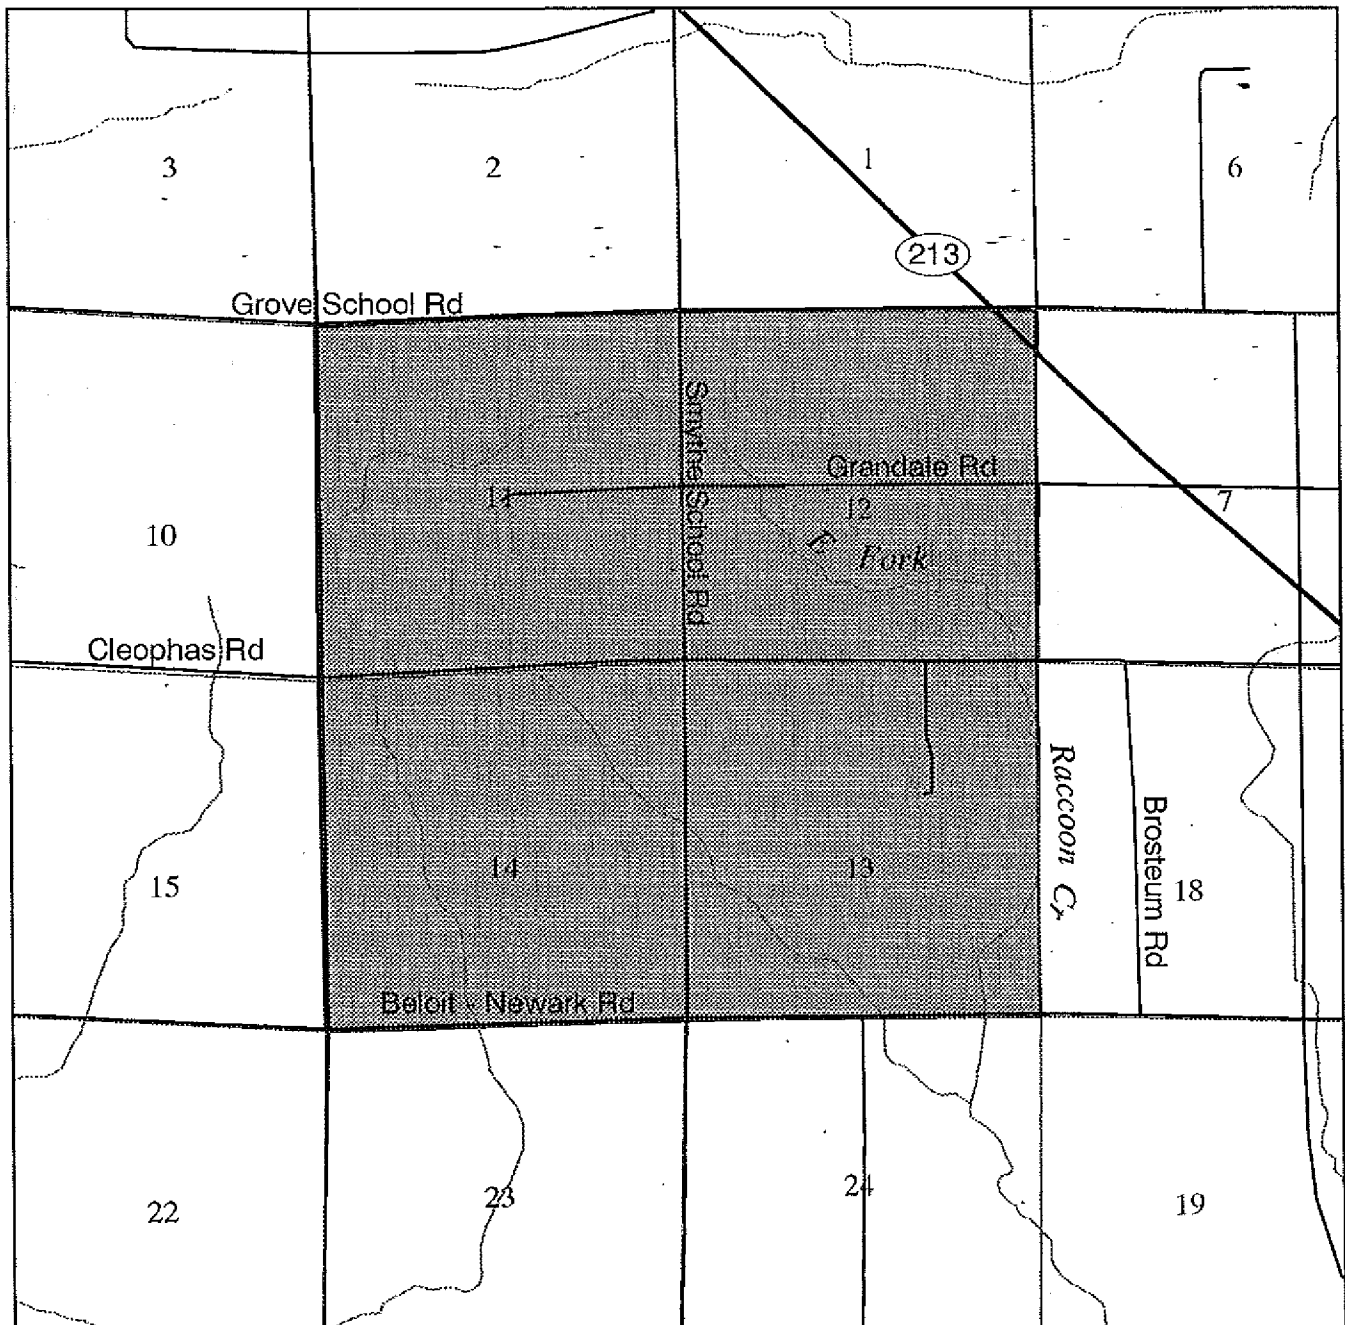 3
2
1
6
213
Grove School Rd
Smythe School Rd
Grandale Rd
11
12
7
10
E Fork
Cleophas Rd
Raccoon Cr
Brosteum Rd
15
14
13
18
Beloit - Newark Rd
22
23
24
19